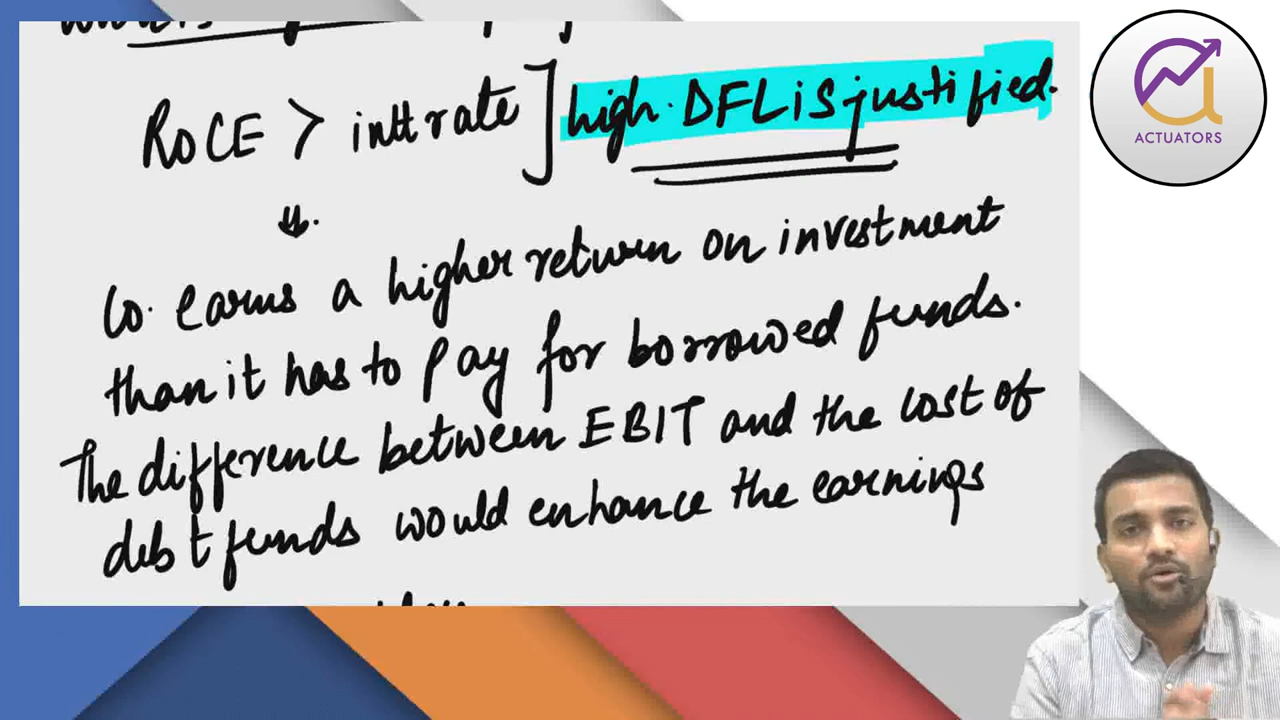 ROCE > intt rate ] high DFL is justified.
Co. earns a higher return on investment
than it has to pay for borrowed funds.
The difference between EBIT and the cost of
debt funds would enhance the earnings
ACTUATORS